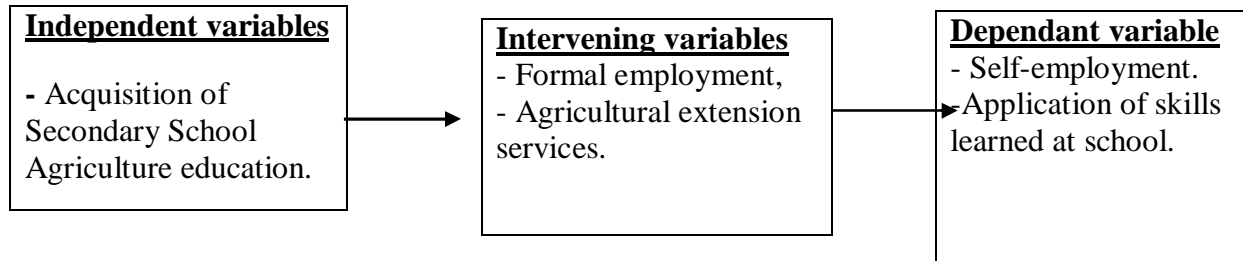 Independent variables
- Acquisition of
Secondary School
Agriculture education.
Intervening variables
- Formal employment,
- Agricultural extension
services.
Dependant variable
- Self-employment.
-Application of skills
learned at school.